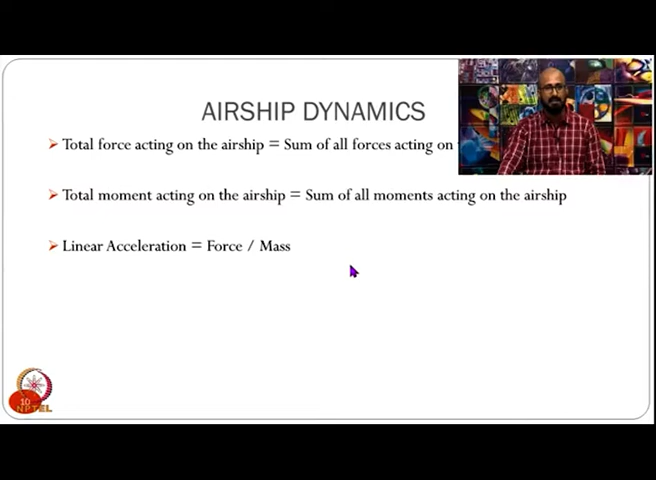 AIRSHIP DYNAMICS
Total force acting on the airship = Sum of all forces acting on
Total moment acting on the airship = Sum of all moments acting on the airship
Linear Acceleration = Force / Mass
10
NPTEL